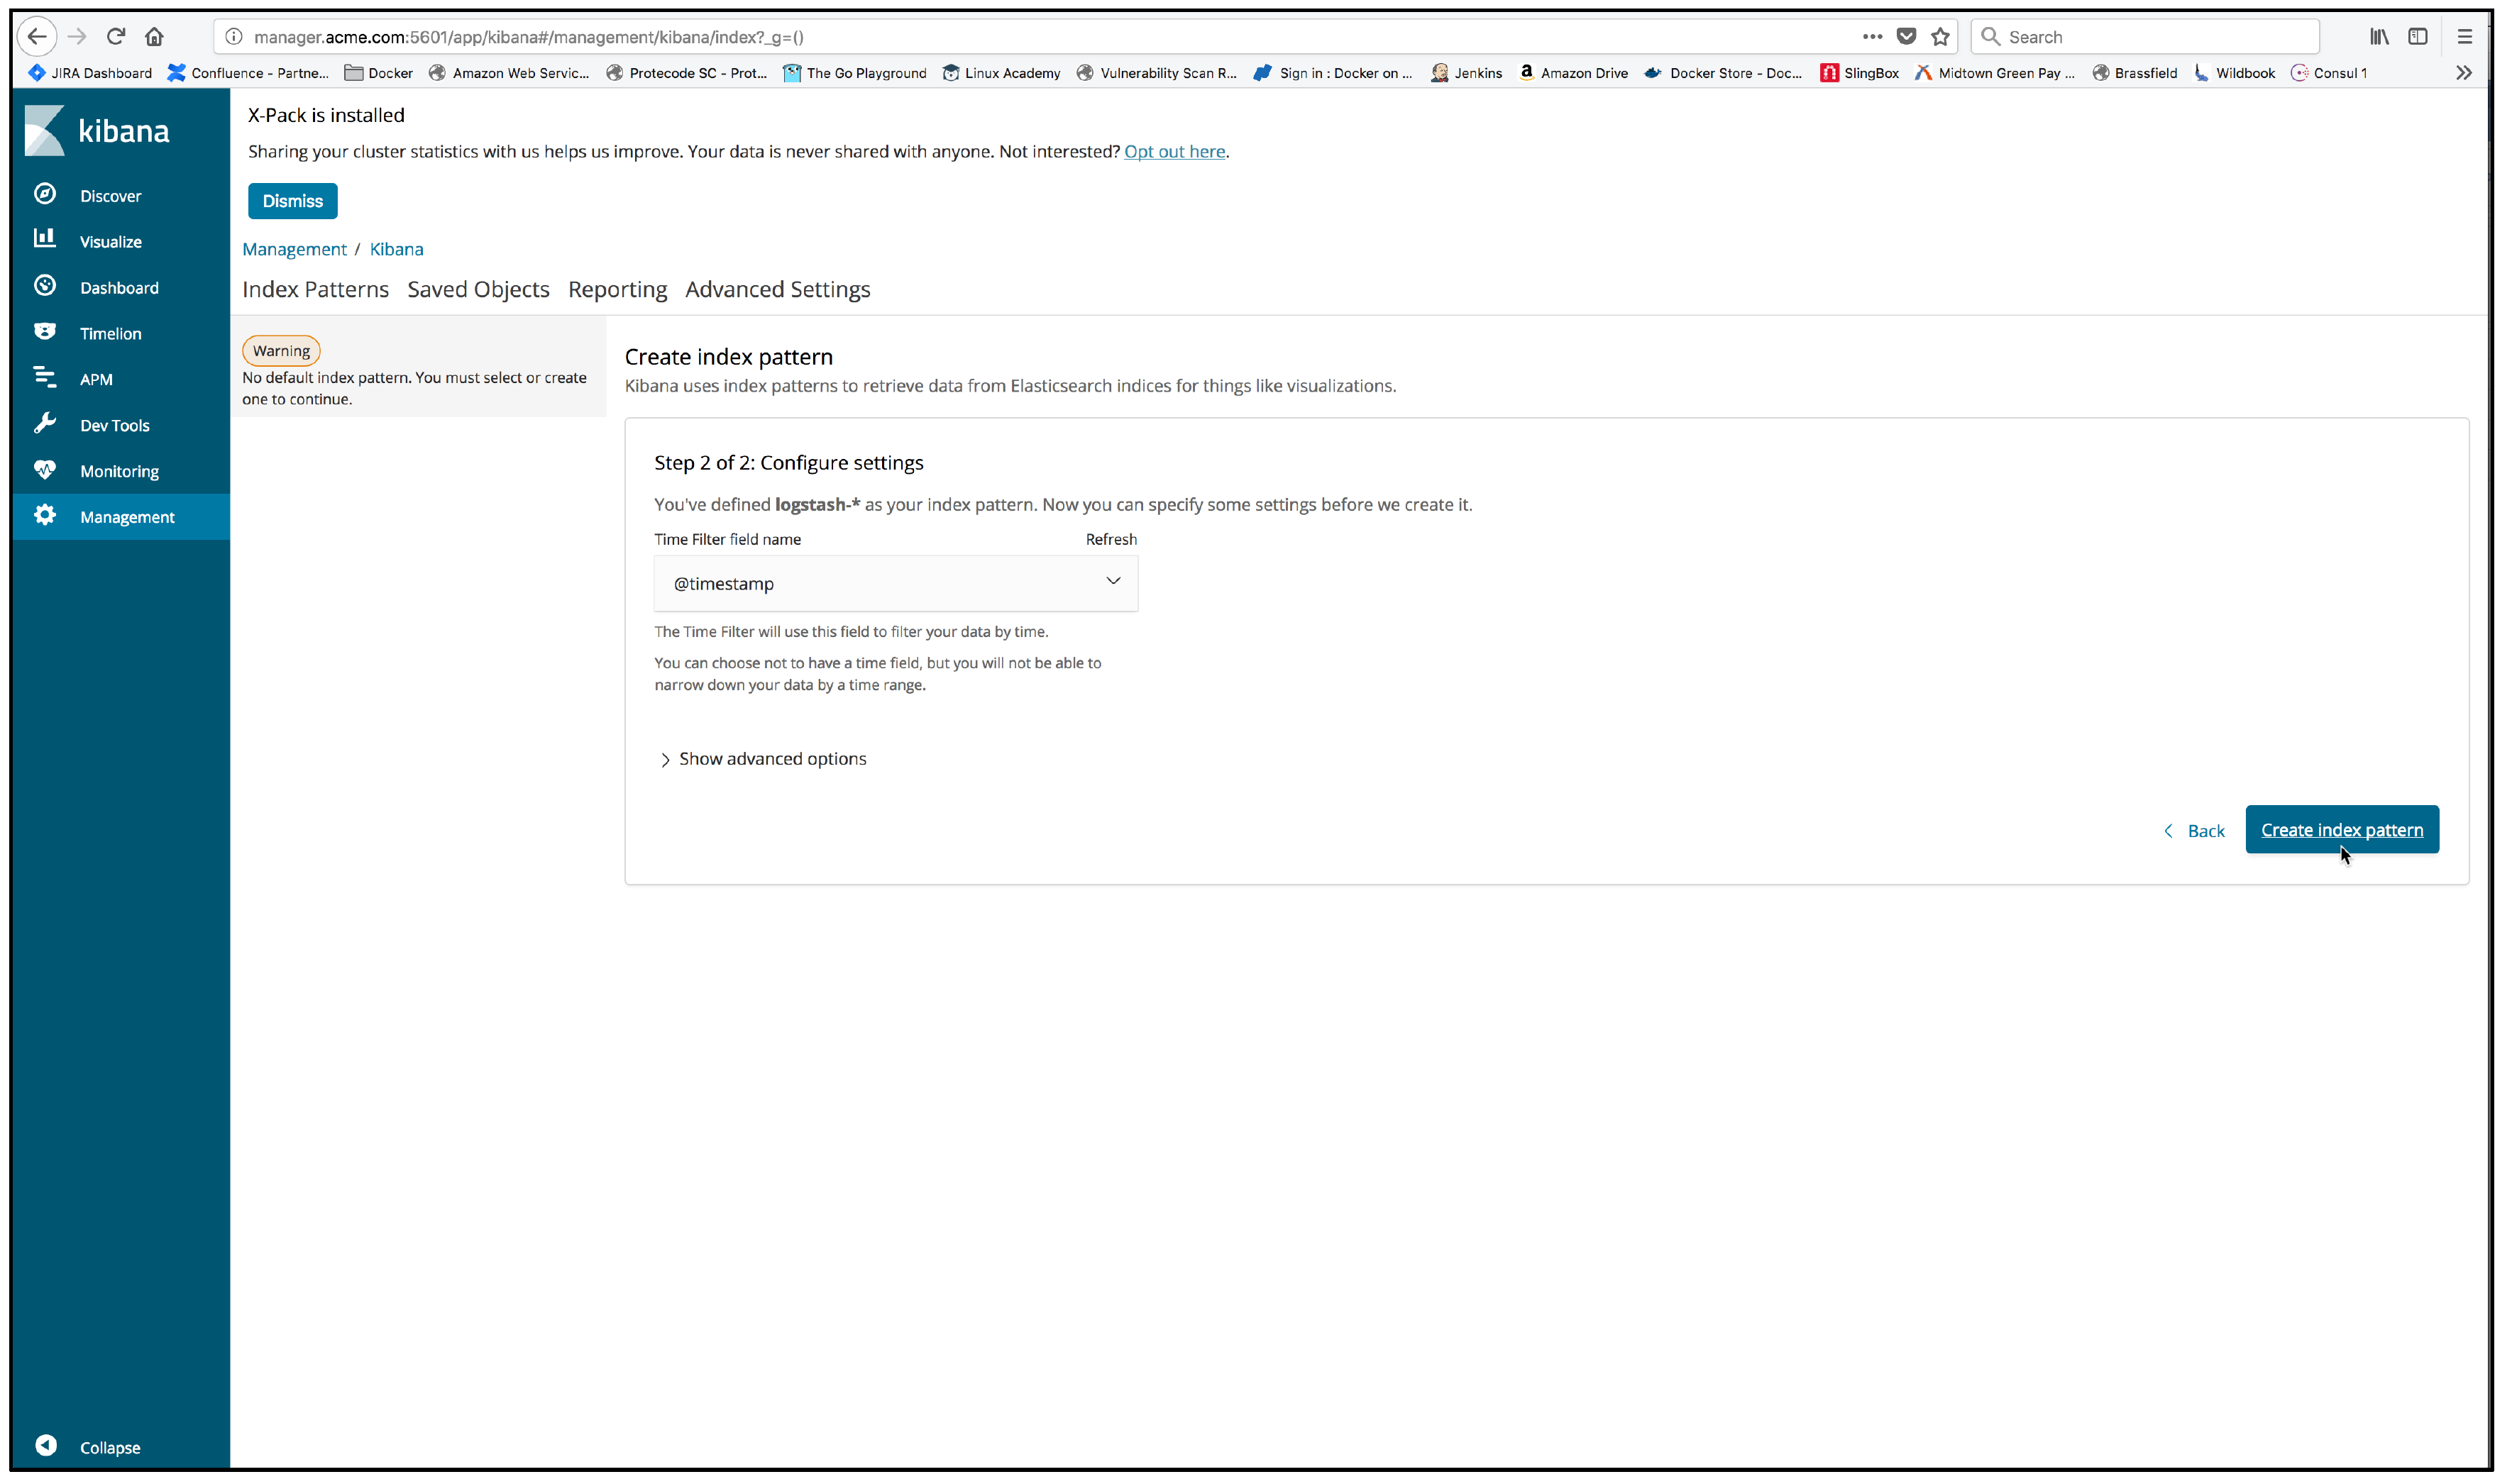 manager.acme.com:5601/app/kibana#/management/kibana/index?_g=()
Search
JIRA Dashboard Confluence - Partne... Docker Amazon Web Servic... Protecode SC - Prot... The Go Playground Linux Academy Vulnerability Scan R... Sign in : Docker on ... Jenkins Amazon Drive Docker Store - Doc... SlingBox Midtown Green Pay ... Brassfield Wildbook Consul 1
kibana
Discover
Visualize
Dashboard
Timelion
APM
Dev Tools
Monitoring
Management
Collapse
X-Pack is installed
Sharing your cluster statistics with us helps us improve. Your data is never shared with anyone. Not interested? Opt out here.
Dismiss
Management / Kibana
Index Patterns Saved Objects Reporting Advanced Settings
Warning
No default index pattern. You must select or create
one to continue.
Create index pattern
Kibana uses index patterns to retrieve data from Elasticsearch indices for things like visualizations.
Step 2 of 2: Configure settings
You've defined logstash-* as your index pattern. Now you can specify some settings before we create it.
Time Filter field name Refresh
@timestamp
The Time Filter will use this field to filter your data by time.
You can choose not to have a time field, but you will not be able to
narrow down your data by a time range.
Show advanced options
Back
Create index pattern